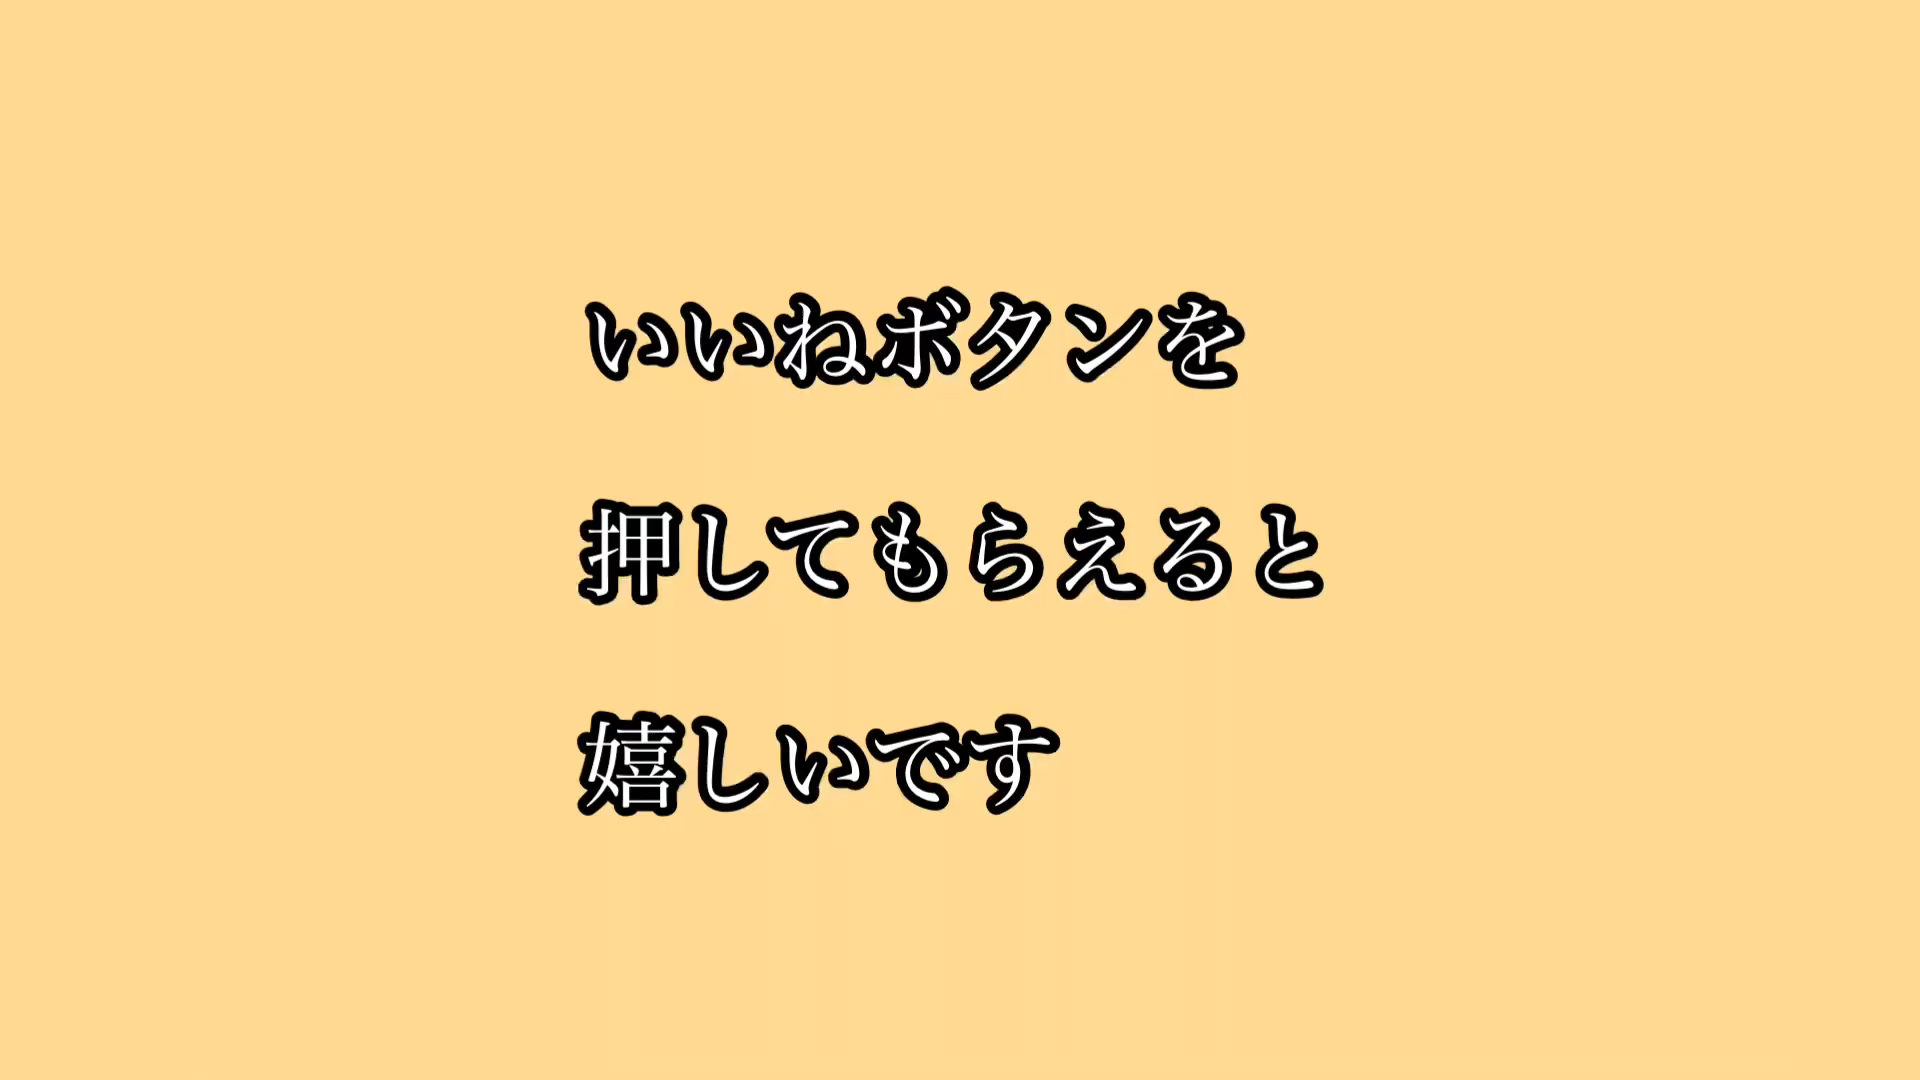 いいねボタンを
押してもらえると
嬉しいです